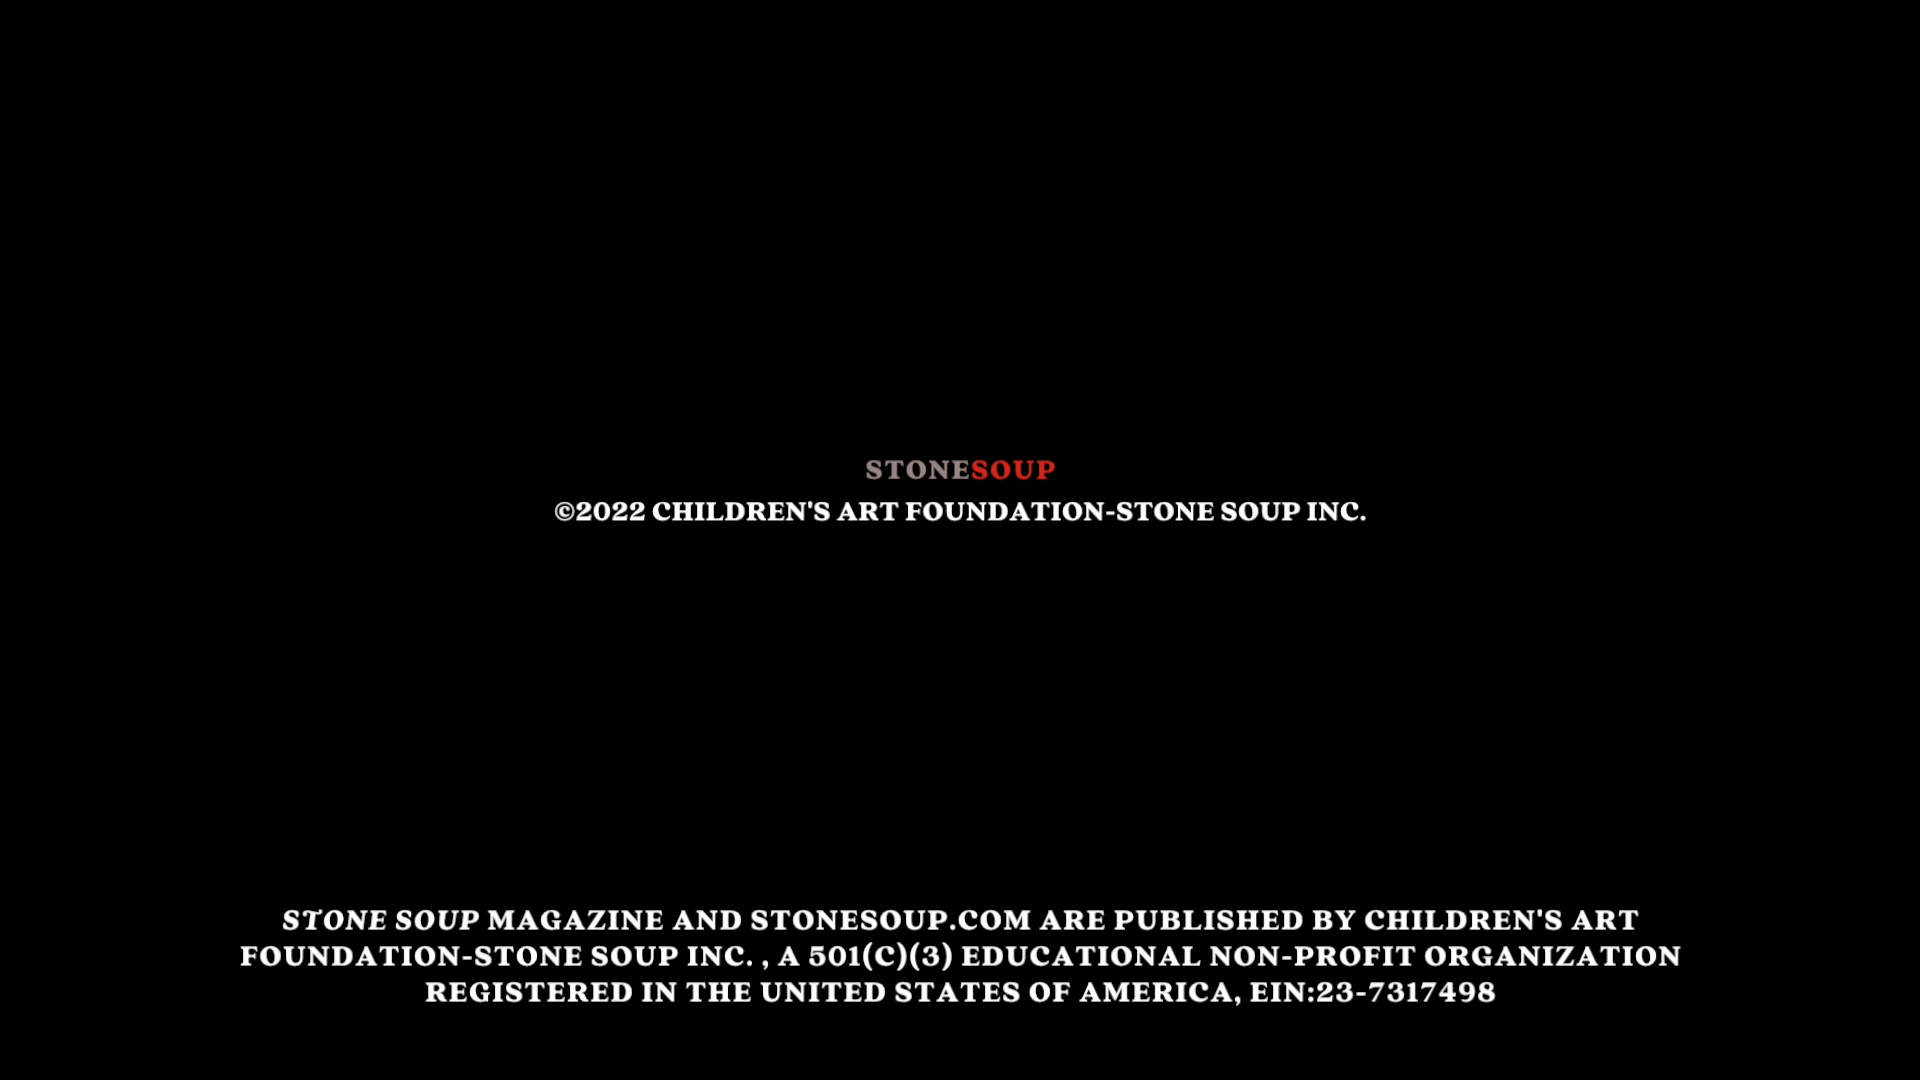 STONESOUP
©2022 CHILDREN'S ART FOUNDATION-STONE SOUP INC.
STONE SOUP MAGAZINE AND STONESOUP.COM ARE PUBLISHED BY CHILDREN'S ART
FOUNDATION-STONE SOUP INC. , A 501(C)(3) EDUCATIONAL NON-PROFIT ORGANIZATION
REGISTERED IN THE UNITED STATES OF AMERICA, EIN:23-7317498